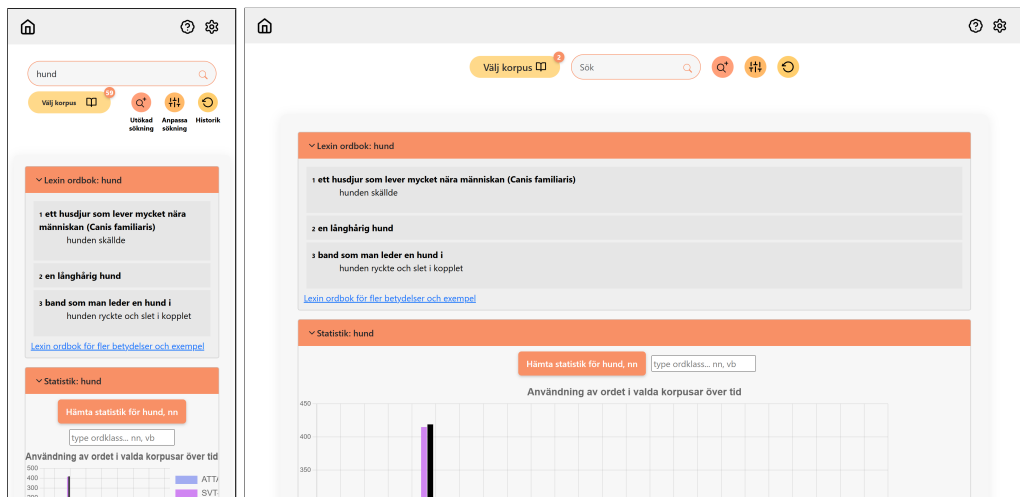 hund
Välj korpus
59
Utökad
sökning
Anpassa
sökning
Historik
Lexin ordbok: hund
1 ett husdjur som lever mycket nära
människan (Canis familiaris)
hunden skällde
2 en långhårig hund
3 band som man leder en hund i
hunden ryckte och slet i kopplet
Lexin ordbok för fler betydelser och exempel
Statistik: hund
Hämta statistik för hund, nn
type ordklass... nn, vb
Användning av ordet i valda korpusar över tid
500
400
300
200
ATTA
SVT-
Välj korpus
2
Sök
Lexin ordbok: hund
1 ett husdjur som lever mycket nära människan (Canis familiaris)
hunden skällde
2 en långhårig hund
3 band som man leder en hund i
hunden ryckte och slet i kopplet
Lexin ordbok för fler betydelser och exempel
Statistik: hund
Hämta statistik för hund, nn
type ordklass... nn, vb
Användning av ordet i valda korpusar över tid
450
400
350